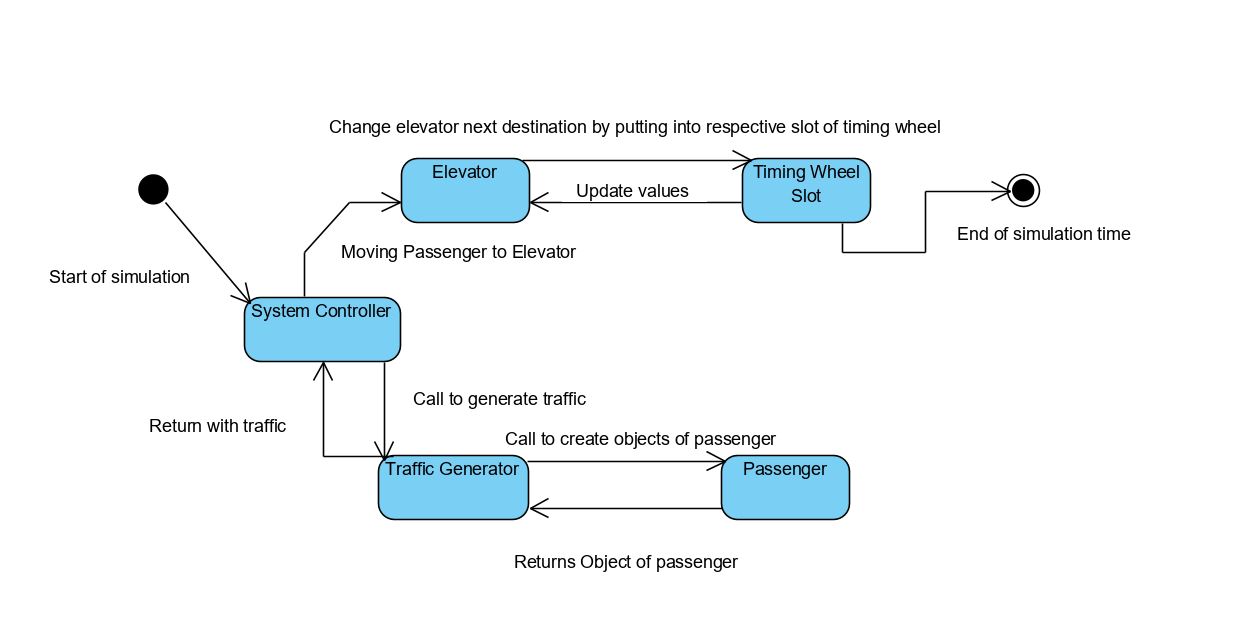 Change elevator next destination by putting into respective slot of timing wheel
Elevator
Timing Wheel
Slot
Update values
End of simulation time
Moving Passenger to Elevator
Start of simulation
System Controller
Call to generate traffic
Return with traffic
Call to create objects of passenger
Traffic Generator
Passenger
Returns Object of passenger